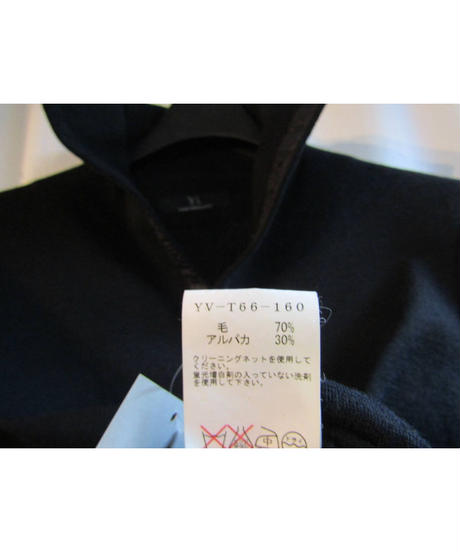 YV-T66-160
毛 70%
アルパカ 30%
クリーニングネットを使用して
ください。
蛍光増白剤の入っていない洗剤
を使用して下さい。
中